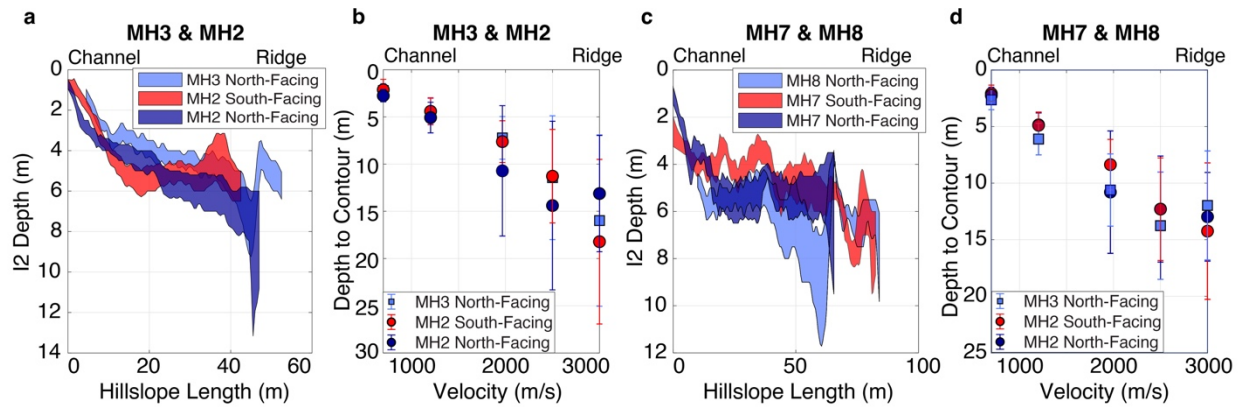 a
MH3 & MH2
Channel
Ridge
MH3 North-Facing
MH2 South-Facing
MH2 North-Facing
0
2
4
6
8
10
12
14
I2 Depth (m)
0
20
40
60
Hillslope Length (m)
b
MH3 & MH2
Channel
Ridge
0
5
10
15
20
25
30
Depth to Contour (m)
MH3 North-Facing
MH2 South-Facing
MH2 North-Facing
1000
2000
3000
Velocity (m/s)
c
MH7 & MH8
Channel
Ridge
MH8 North-Facing
MH7 South-Facing
MH7 North-Facing
0
2
4
6
8
10
12
I2 Depth (m)
0
50
100
Hillslope Length (m)
d
MH7 & MH8
Channel
Ridge
0
5
10
15
20
25
Depth to Contour (m)
MH3 North-Facing
MH2 South-Facing
MH2 North-Facing
1000
2000
3000
Velocity (m/s)